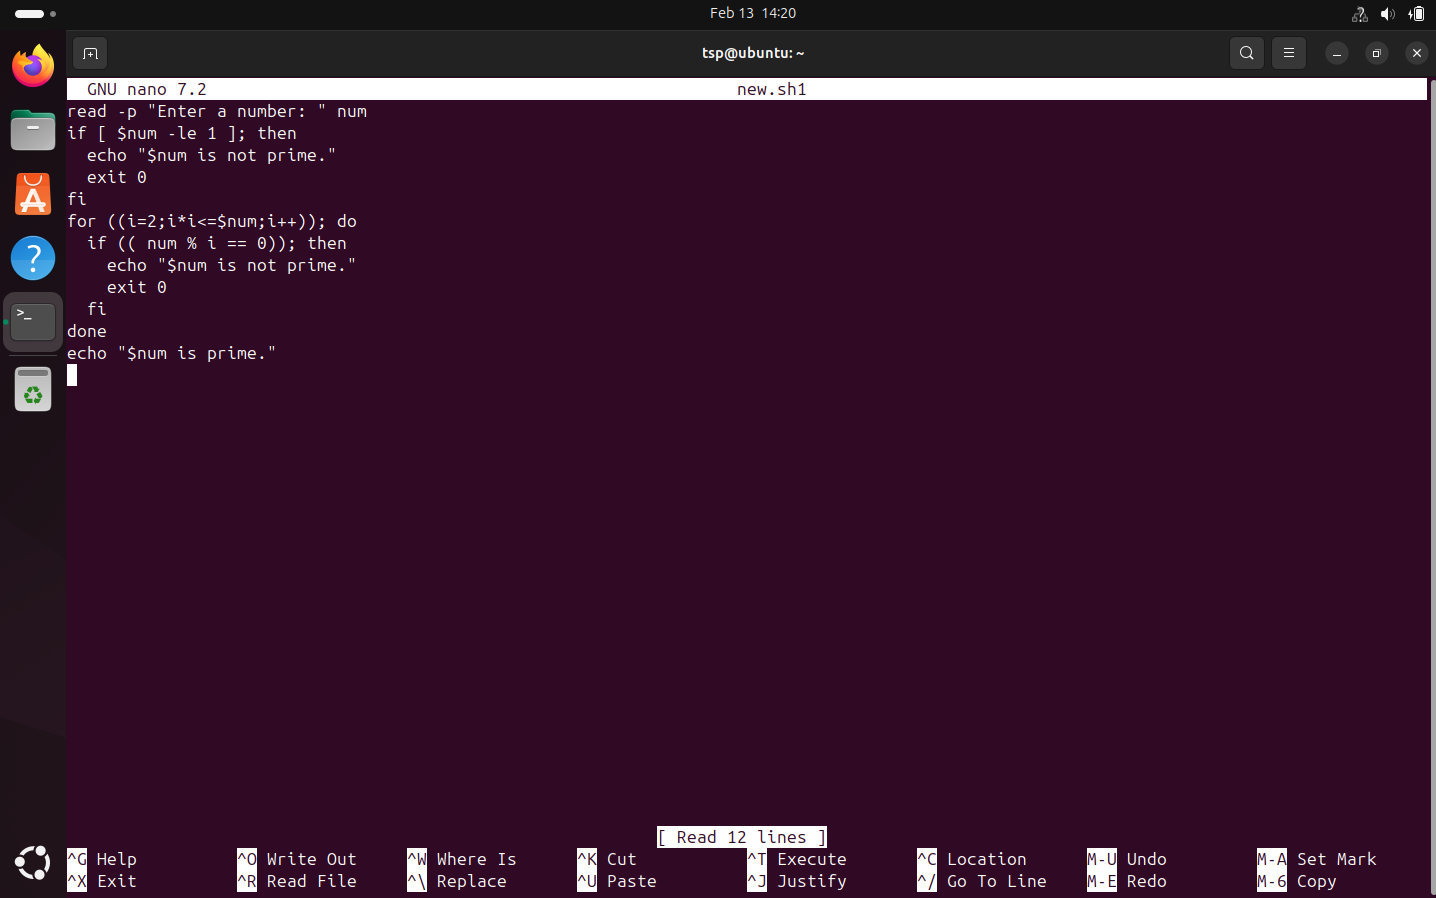 Feb 13 14:20
tsp@ubuntu: ~
GNU nano 7.2 new.sh1
read -p "Enter a number: " num
if [ $num -le 1 ]; then
  echo "$num is not prime."
  exit 0
fi
for ((i=2;i*i<=$num;i++)); do
  if (( num % i == 0)); then
    echo "$num is not prime."
    exit 0
  fi
done
echo "$num is prime."
[ Read 12 lines ]
^G Help ^O Write Out ^W Where Is ^K Cut ^T Execute ^C Location M-U Undo M-A Set Mark
^X Exit ^R Read File ^\ Replace ^U Paste ^J Justify ^/ Go To Line M-E Redo M-6 Copy